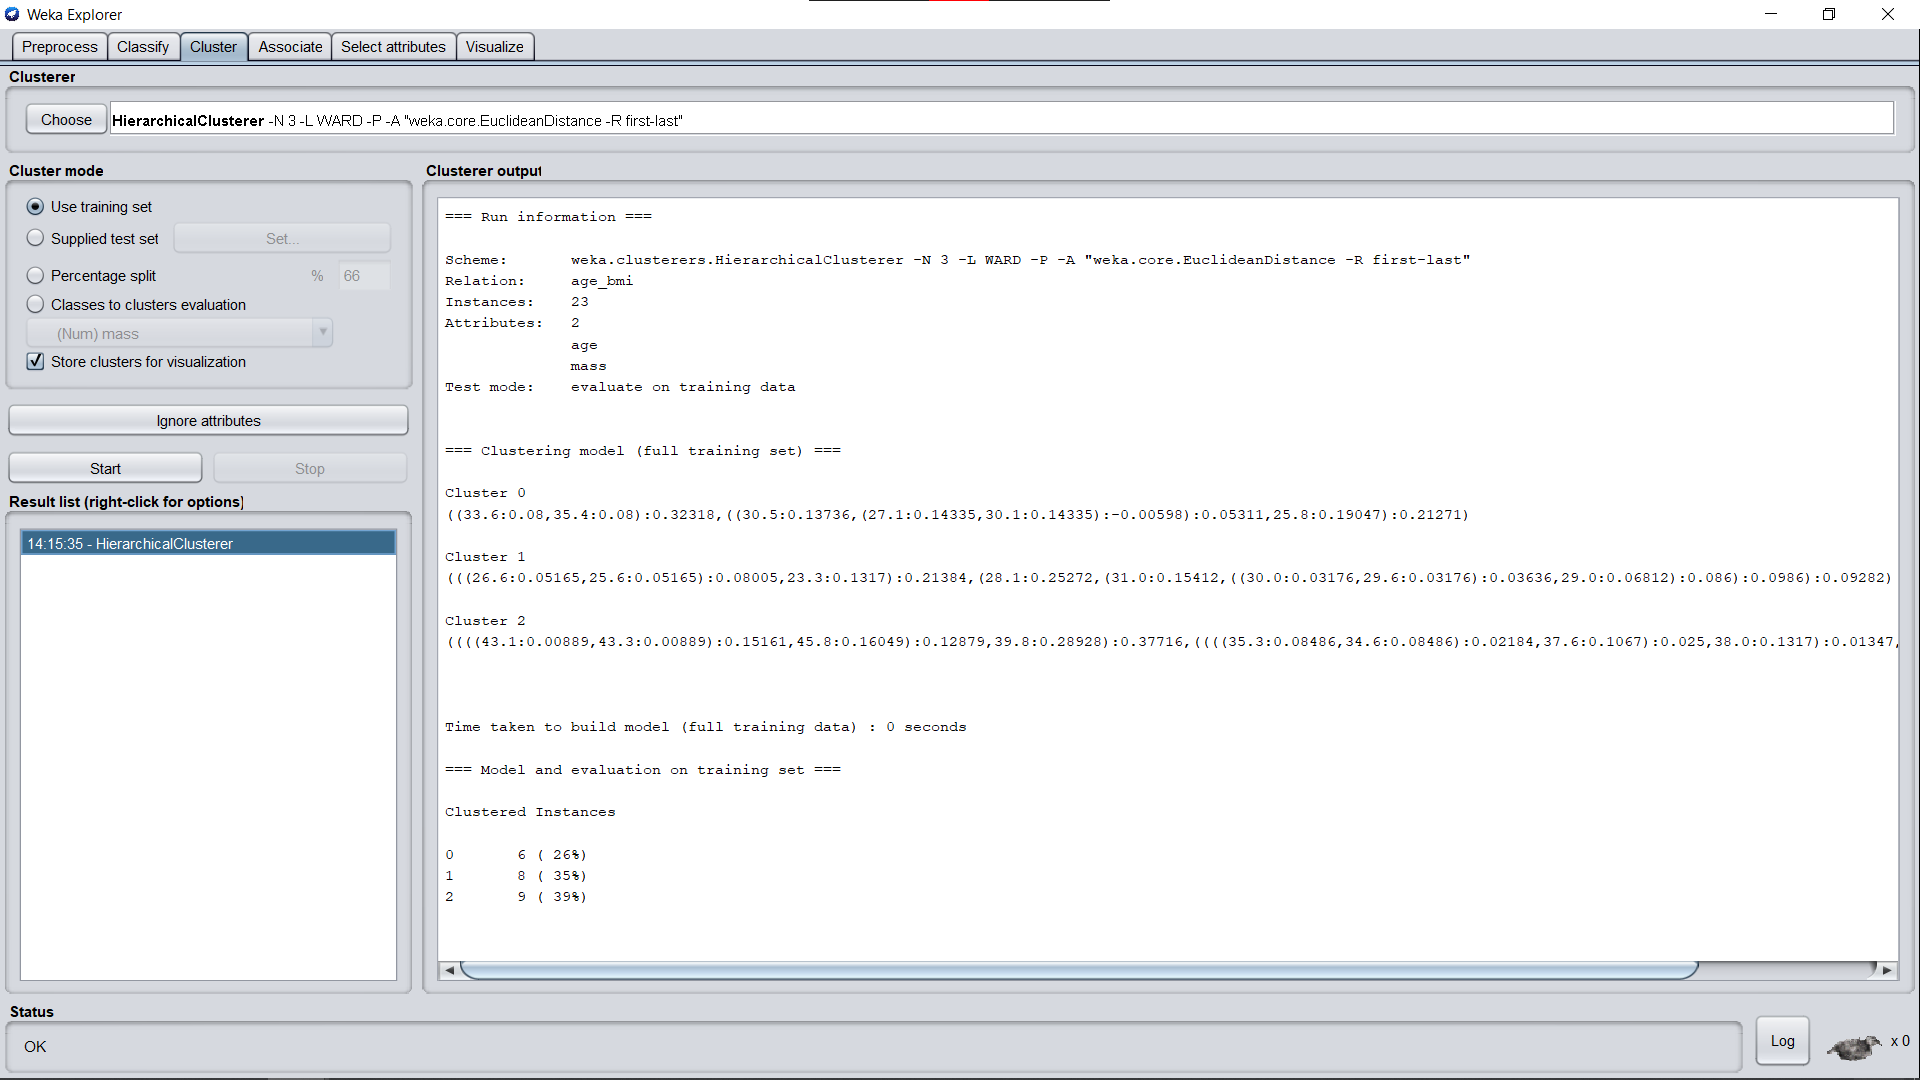 Weka Explorer
Preprocess Classify Cluster Associate Select attributes Visualize
Clusterer
Choose HierarchicalClusterer -N 3 -L WARD -P -A "weka.core.EuclideanDistance -R first-last"
Cluster mode
Use training set
Supplied test set Set...
Percentage split % 66
Classes to clusters evaluation
(Num) mass
Store clusters for visualization
Ignore attributes
Start Stop
Result list (right-click for options)
14:15:35 - HierarchicalClusterer
Clusterer output
=== Run information ===
Scheme: weka.clusterers.HierarchicalClusterer -N 3 -L WARD -P -A "weka.core.EuclideanDistance -R first-last"
Relation: age_bmi
Instances: 23
Attributes: 2
age
mass
Test mode: evaluate on training data
=== Clustering model (full training set) ===
Cluster 0
((33.6:0.08,35.4:0.08):0.32318,((30.5:0.13736,(27.1:0.14335,30.1:0.14335):-0.00598):0.05311,25.8:0.19047):0.21271)
Cluster 1
(((26.6:0.05165,25.6:0.05165):0.08005,23.3:0.1317):0.21384,(28.1:0.25272,(31.0:0.15412,((30.0:0.03176,29.6:0.03176):0.03636,29.0:0.06812):0.086):0.0986):0.09282)
Cluster 2
((((43.1:0.00889,43.3:0.00889):0.15161,45.8:0.16049):0.12879,39.8:0.28928):0.37716,((((35.3:0.08486,34.6:0.08486):0.02184,37.6:0.1067):0.025,38.0:0.1317):0.01347,
Time taken to build model (full training data) : 0 seconds
=== Model and evaluation on training set ===
Clustered Instances
0 6 ( 26%)
1 8 ( 35%)
2 9 ( 39%)
Status
OK
Log
x 0